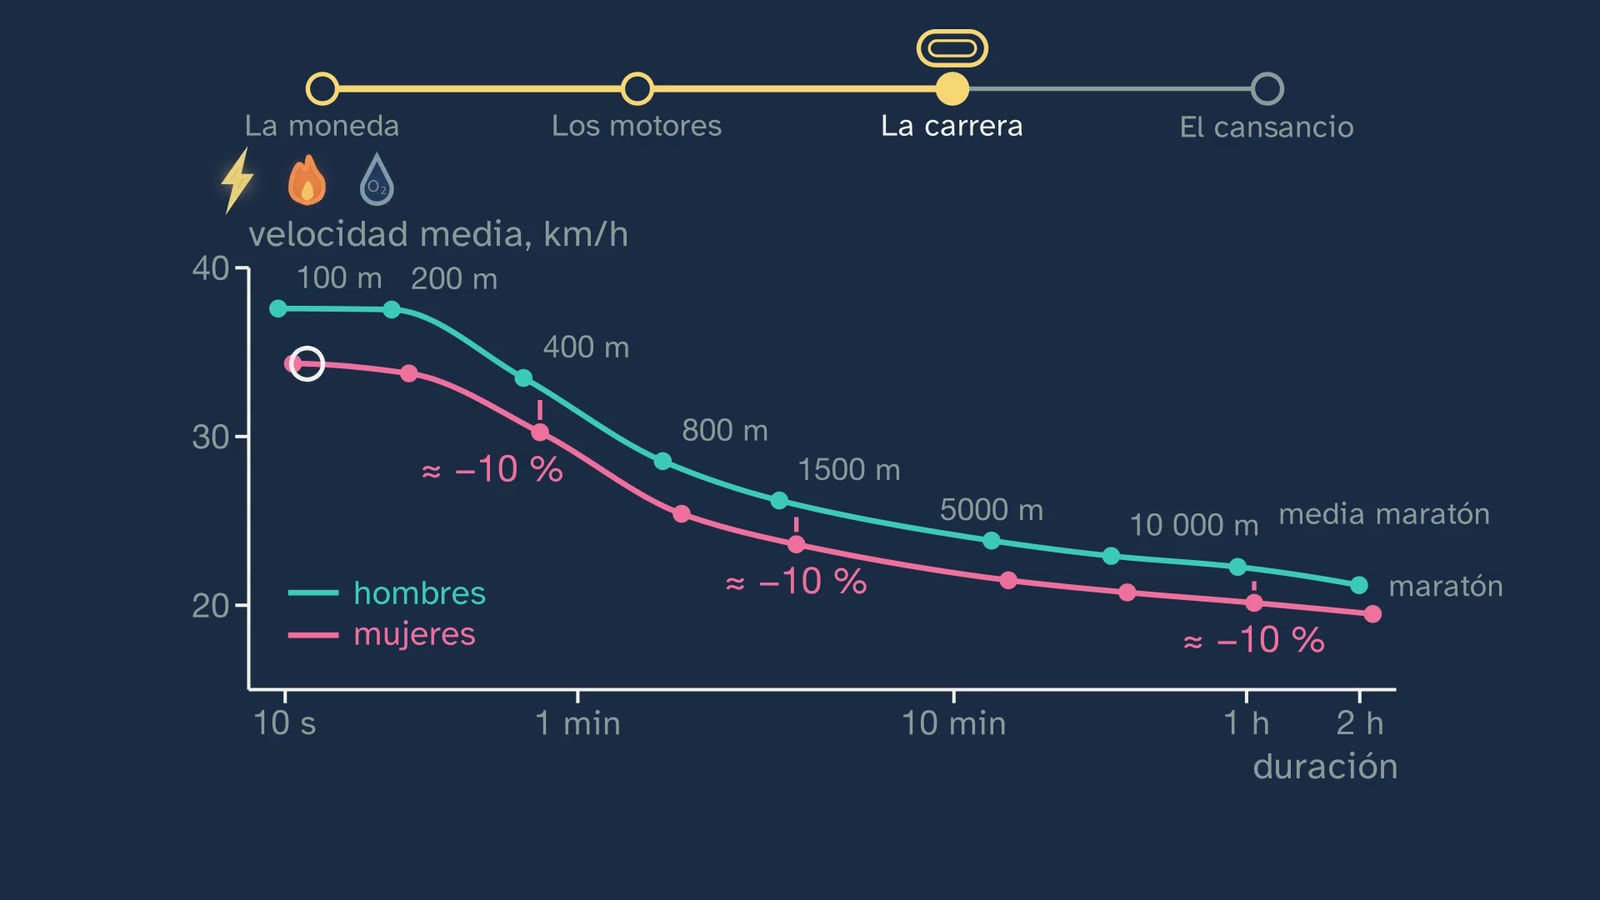 La moneda
Los motores
La carrera
El cansancio
O₂
velocidad media, km/h
40
100 m
200 m
400 m
30
800 m
≈ −10 %
1500 m
5000 m
10 000 m
media maratón
≈ −10 %
maratón
hombres
20
mujeres
≈ −10 %
10 s
1 min
10 min
1 h
2 h
duración